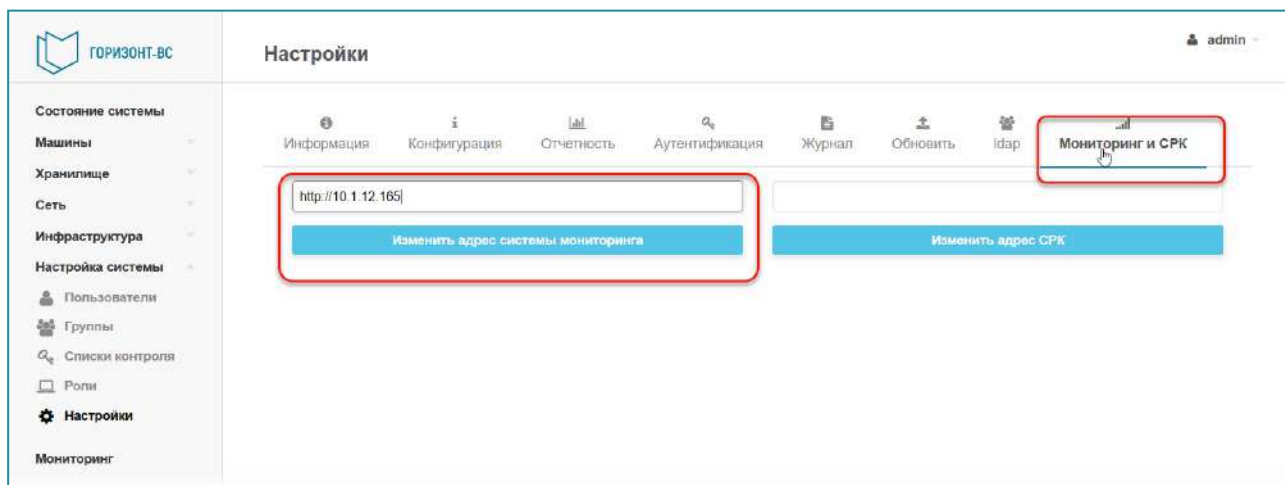 ГОРИЗОНТ-ВС
Настройки
admin
Состояние системы
Машины
Хранилище
Сеть
Инфраструктура
Настройка системы
Пользователи
Группы
Списки контроля
Роли
Настройки
Мониторинг
Информация
Конфигурация
Отчетность
Аутентификация
Журнал
Обновить
ldap
Мониторинг и СРК
http://10.1.12.165
Изменить адрес системы мониторинга
Изменить адрес СРК